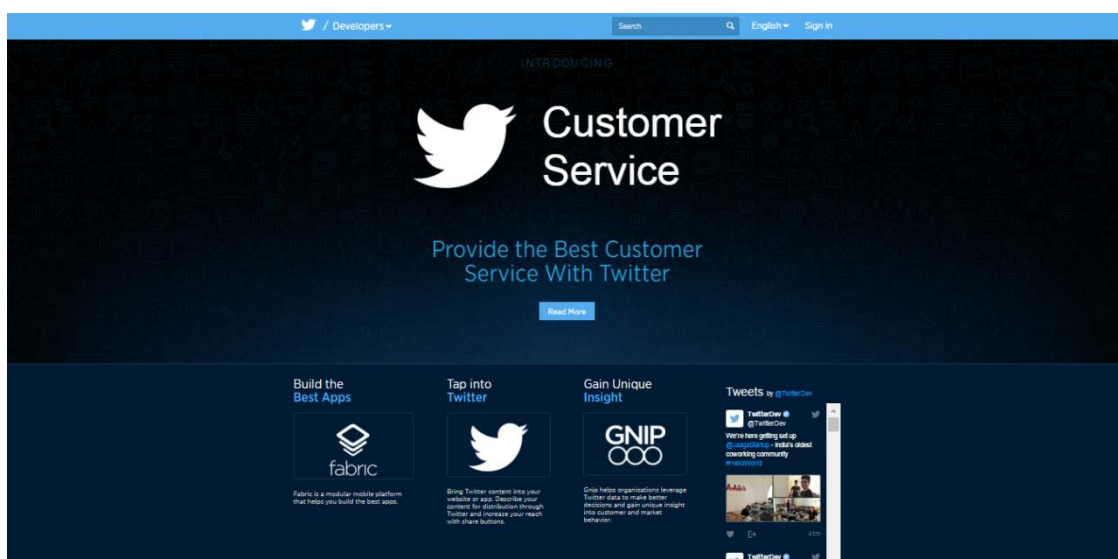 / Developers
Search
English
Sign in
INTRODUCING
Customer
Service
Provide the Best Customer
Service With Twitter
Read More
Build the
Best Apps
fabric
Fabric is a modular mobile platform
that helps you build the best apps.
Tap into
Twitter
Bring Twitter content into your
website or app. Describe your
content for distribution through
Twitter and increase your reach
with share buttons.
Gain Unique
Insight
GNIP
Gnip helps organizations leverage
Twitter data to make better
decisions and gain unique insight
into customer and market
behavior.
Tweets by @TwitterDev
TwitterDev
@TwitterDev
We're here getting set up
@JaagaStartup - India's oldest
coworking community
#HelloWorld
41m
TwitterDev